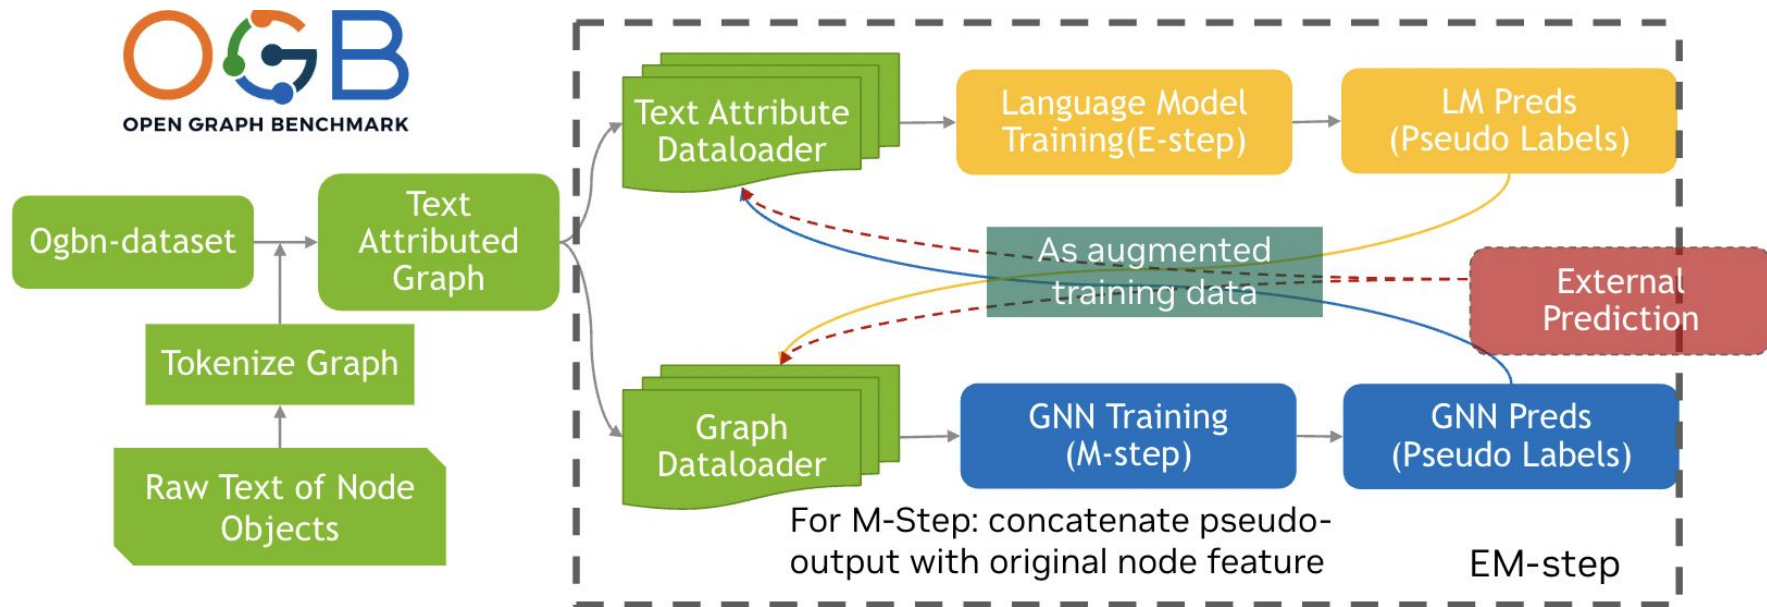 OGB
OPEN GRAPH BENCHMARK
Text Attribute
Dataloader
Language Model
Training(E-step)
LM Preds
(Pseudo Labels)
Ogbn-dataset
Text
Attributed
Graph
As augmented
training data
External
Prediction
Tokenize Graph
Raw Text of Node
Objects
Graph
Dataloader
GNN Training
(M-step)
GNN Preds
(Pseudo Labels)
For M-Step: concatenate pseudo-
output with original node feature
EM-step